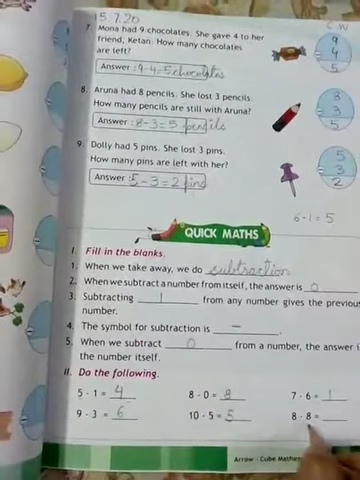 15.7.20
C.W
7. Mona had 9 chocolates. She gave 4 to her
friend, Ketan. How many chocolates
are left?
Answer : 9-4=5 chocolates
9
4
5
8. Aruna had 8 pencils. She lost 3 pencils.
How many pencils are still with Aruna?
Answer : 8-3=5 pencils
8
3
5
9. Dolly had 5 pins. She lost 3 pins.
How many pins are left with her?
Answer : 5-3=2 pins
5
3
2
6-1=5
QUICK MATHS
I. Fill in the blanks.
1. When we take away, we do subtraction
2. When we subtract a number from itself, the answer is 0
3. Subtracting 1 from any number gives the previous
number.
4. The symbol for subtraction is -.
5. When we subtract 0 from a number, the answer i
the number itself.
II. Do the following.
5 - 1 = 4 8 - 0 = 8 7 - 6 = 1
9 - 3 = 6 10 - 5 = 5 8 - 8 =
Arrow - Cube Mathem